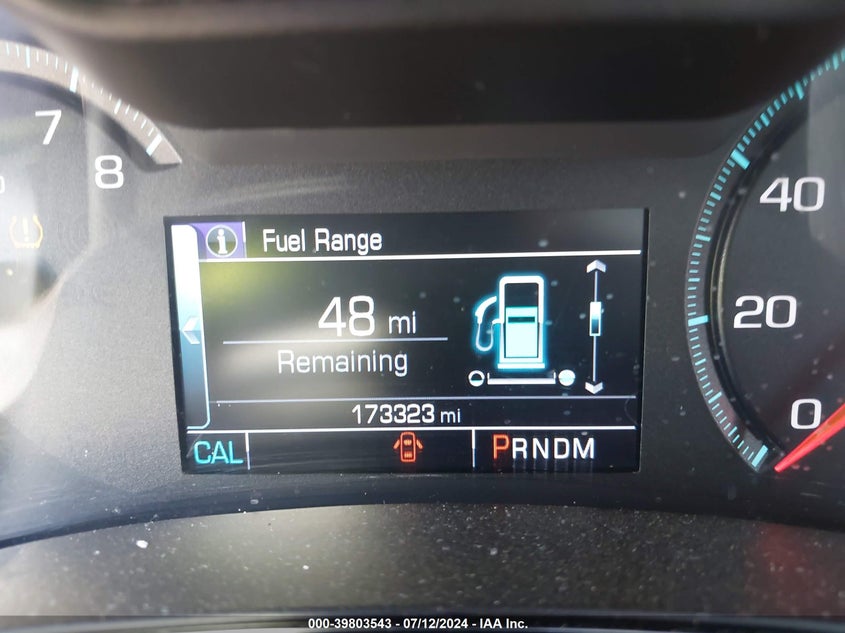 7
8
Fuel Range
48 mi
Remaining
173323 mi
CAL
PRNDM
40
20
0
000-39803543 - 07/12/2024 - IAA Inc.